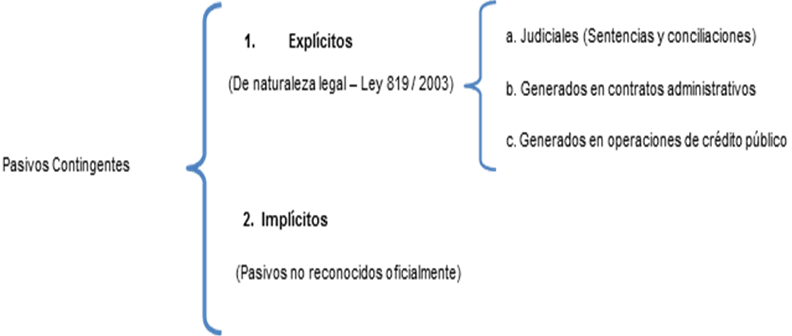 Pasivos Contingentes
1. Explícitos
(De naturaleza legal – Ley 819 / 2003)
a. Judiciales (Sentencias y conciliaciones)
b. Generados en contratos administrativos
c. Generados en operaciones de crédito público
2. Implícitos
(Pasivos no reconocidos oficialmente)